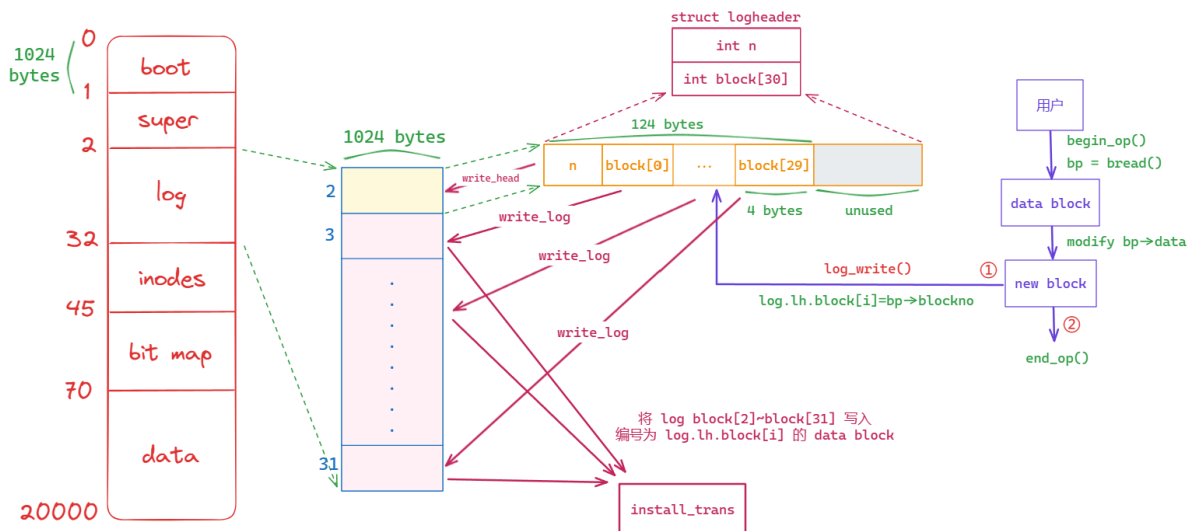 0
1024
bytes
boot
1
super
2
log
32
inodes
45
bit map
70
data
20000
1024 bytes
2
3
.
.
.
.
.
.
.
.
31
struct logheader
int n
int block[30]
124 bytes
n
block[0]
...
block[29]
4 bytes
unused
write_head
write_log
write_log
write_log
用户
begin_op()
bp = bread()
data block
modify bp→data
new block
①
log_write()
log.lh.block[i]=bp→blockno
②
end_op()
将 log block[2]~block[31] 写入
编号为 log.lh.block[i] 的 data block
install_trans